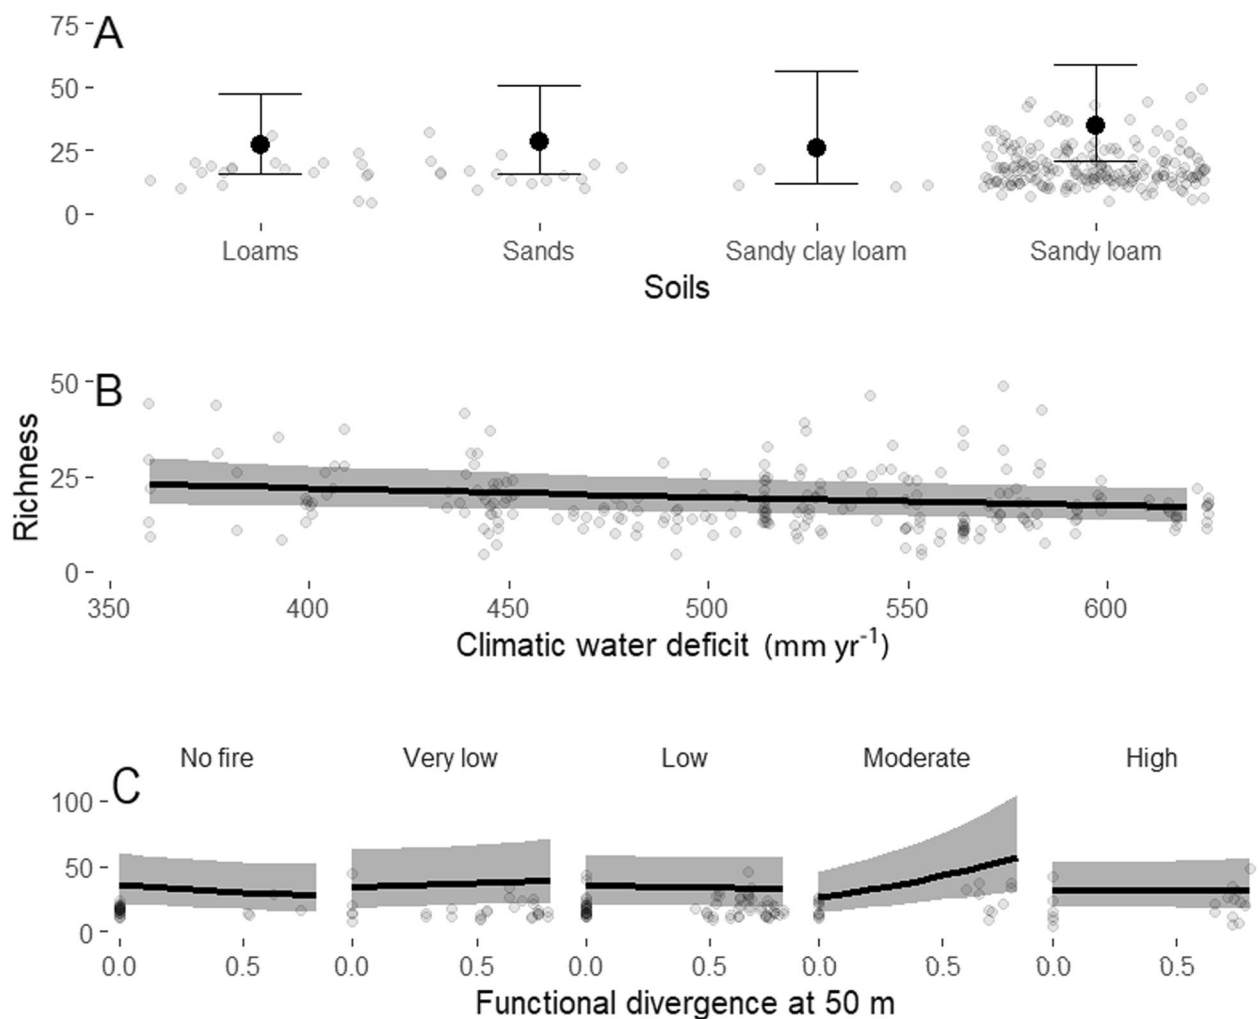 A
75
50
25
0
Loams Sands Sandy clay loam Sandy loam
Soils
B
Richness
50
25
0
350 400 450 500 550 600
Climatic water deficit (mm yr⁻¹)
No fire Very low Low Moderate High
C
100
50
0
0.0 0.5 0.0 0.5 0.0 0.5 0.0 0.5 0.0 0.5
Functional divergence at 50 m